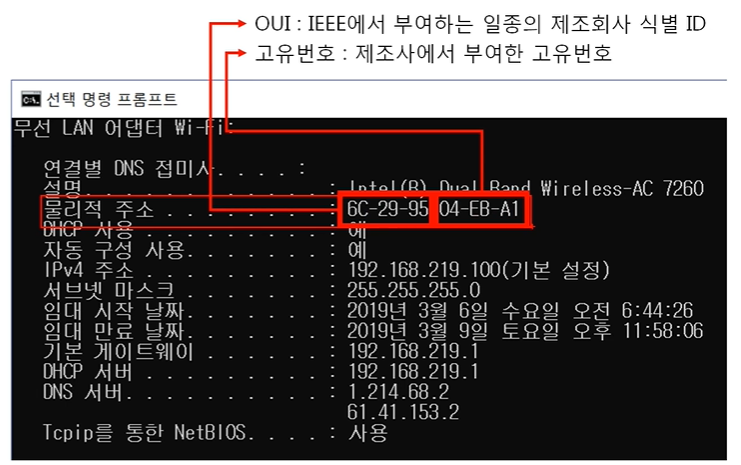 OUI : IEEE에서 부여하는 일종의 제조회사 식별 ID
고유번호 : 제조사에서 부여한 고유번호
선택 명령 프롬프트
무선 LAN 어댑터 Wi-Fi:
연결별 DNS 접미사. . . . :
설명. . . . . . . . . . . . : Intel(R) Dual Band Wireless-AC 7260
물리적 주소 . . . . . . . . : 6C-29-95-04-EB-A1
DHCP 사용 . . . . . . . . . : 예
자동 구성 사용. . . . . . . : 예
IPv4 주소 . . . . . . . . . : 192.168.219.100(기본 설정)
서브넷 마스크 . . . . . . . : 255.255.255.0
임대 시작 날짜. . . . . . . : 2019년 3월 6일 수요일 오전 6:44:26
임대 만료 날짜. . . . . . . : 2019년 3월 9일 토요일 오후 11:58:06
기본 게이트웨이 . . . . . . : 192.168.219.1
DHCP 서버 . . . . . . . . . : 192.168.219.1
DNS 서버. . . . . . . . . . : 1.214.68.2
61.41.153.2
Tcpip를 통한 NetBIOS. . . . : 사용